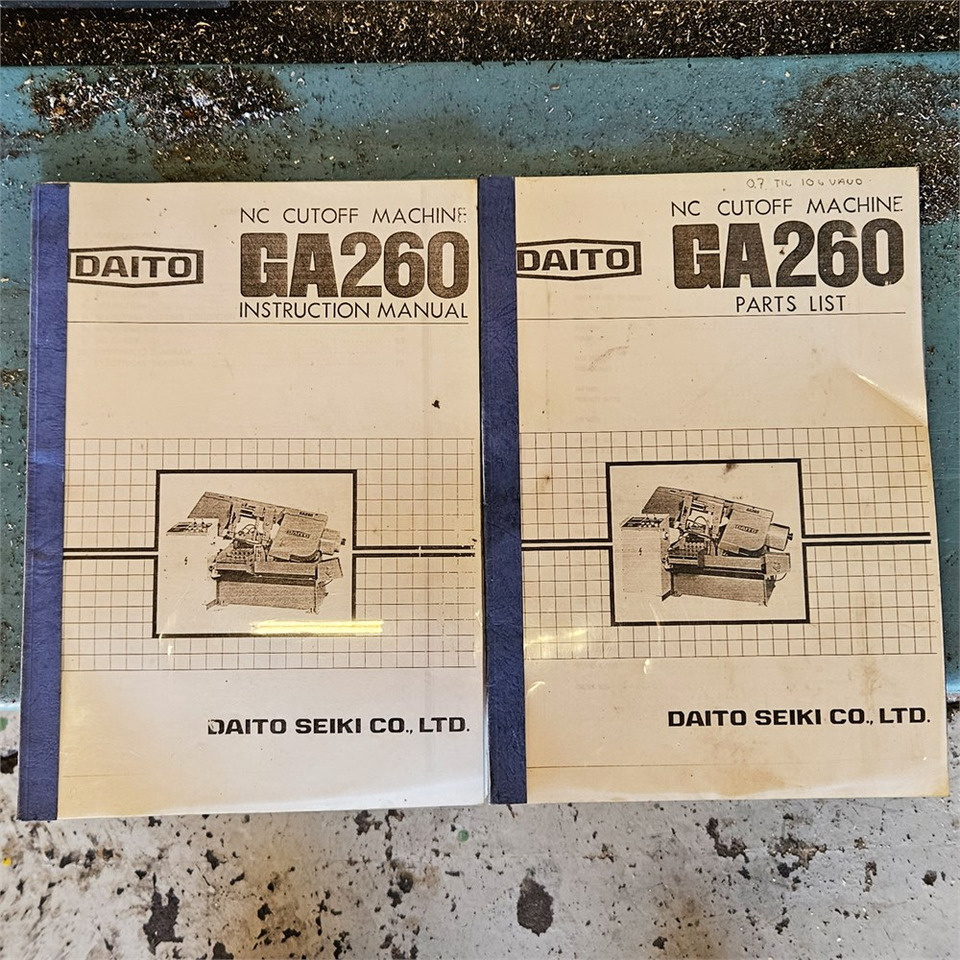 NC CUTOFF MACHINE
DAITO
GA260
INSTRUCTION MANUAL
DAITO SEIKI CO., LTD.
NC CUTOFF MACHINE
DAITO
GA260
PARTS LIST
DAITO
DAITO SEIKI CO., LTD.